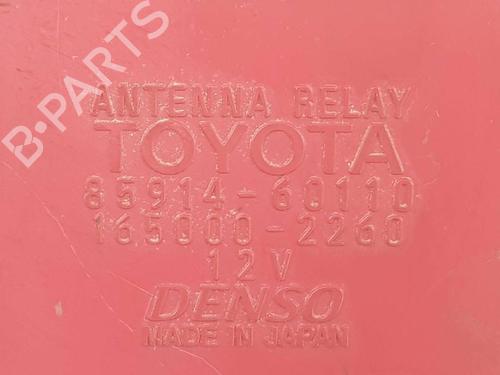 B-PARTS
ANTENNA RELAY
TOYOTA
85914-60110
165000-2260
12V
DENSO
MADE IN JAPAN